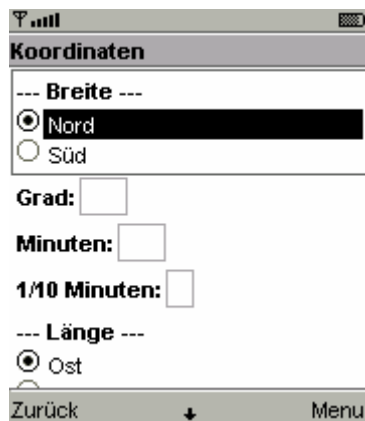 Koordinaten
--- Breite ---
Nord
Süd
Grad:
Minuten:
1/10 Minuten:
--- Länge ---
Ost
Zurück
Menu